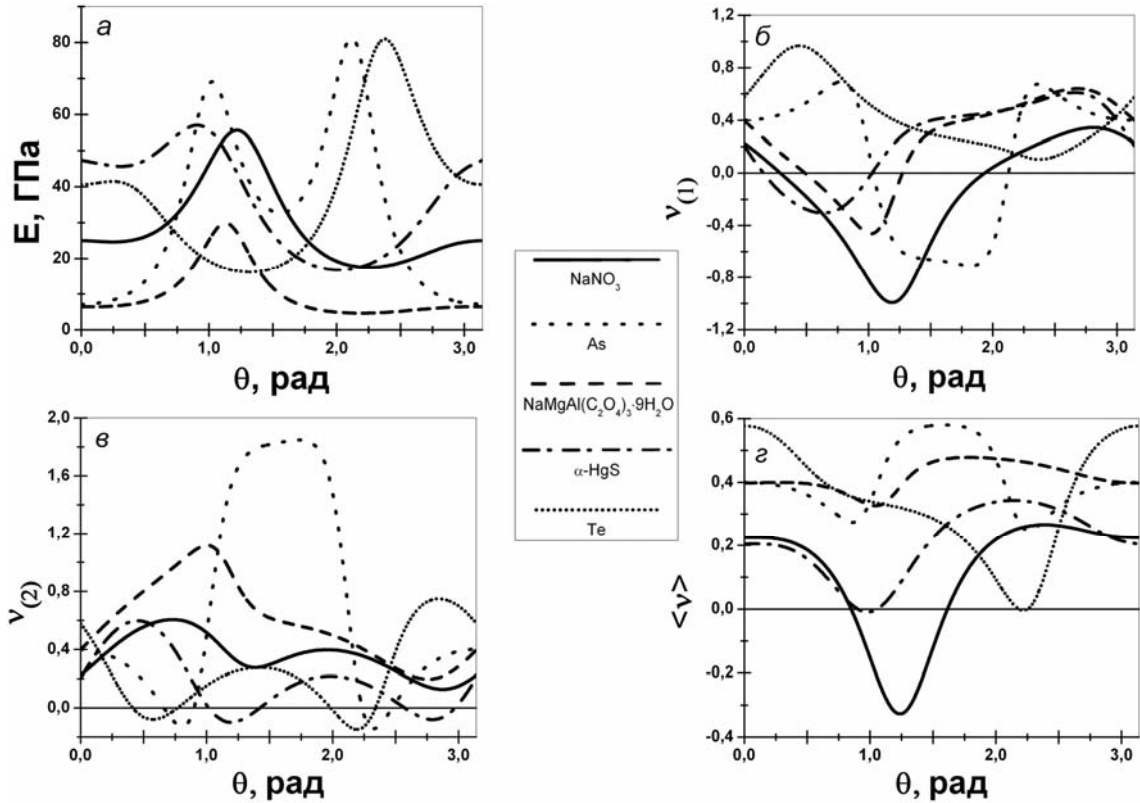 а
E, ГПа
80
60
40
20
0
0,0 1,0 2,0 3,0
θ, рад
б
ν(1)
1,2
0,8
0,4
0,0
-0,4
-0,8
-1,2
0,0 1,0 2,0 3,0
θ, рад
NaNO₃
As
NaMgAl(C₂O₄)₃·9H₂O
α-HgS
Te
в
ν(2)
2,0
1,6
1,2
0,8
0,4
0,0
0,0 1,0 2,0 3,0
θ, рад
г
<ν>
0,6
0,4
0,2
0,0
-0,2
-0,4
0,0 1,0 2,0 3,0
θ, рад